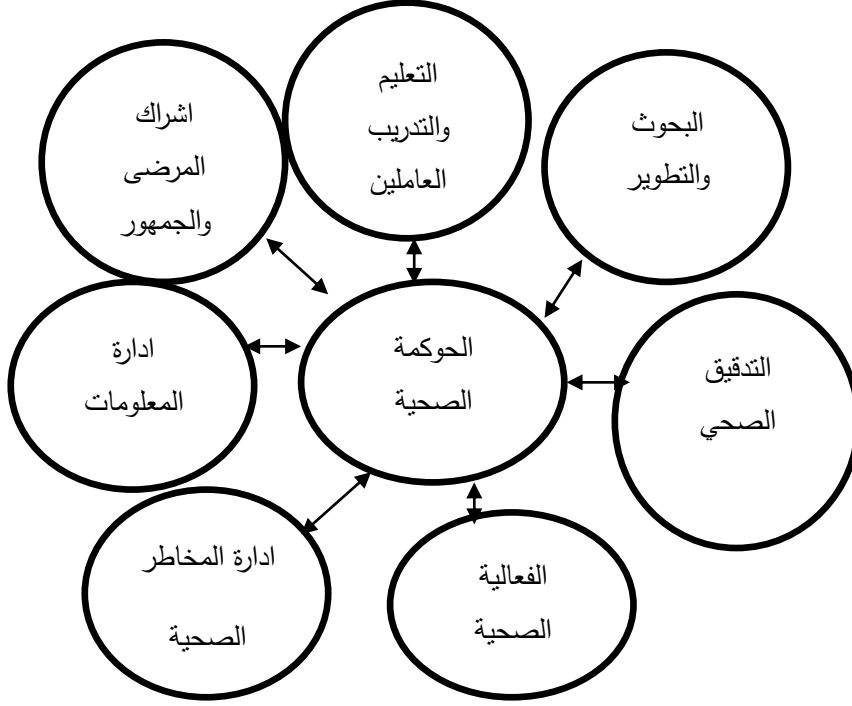 التعليم
والتدريب
العاملين
البحوث
والتطوير
اشراك
المرضى
والجمهور
الحوكمة
الصحية
التدقيق
الصحي
ادارة
المعلومات
ادارة المخاطر
الصحية
الفعالية
الصحية